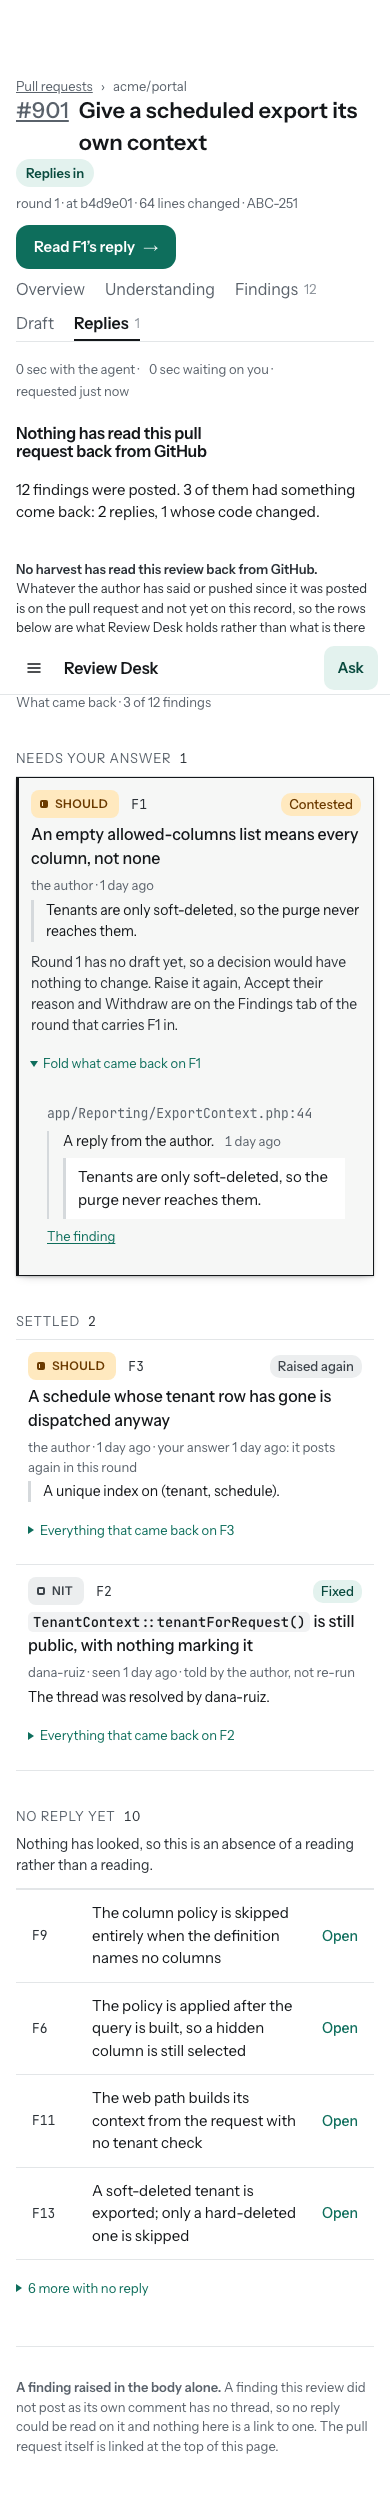 Pull requests › acme/portal
#901 Give a scheduled export its
own context
Replies in
round 1 · at b4d9e01 · 64 lines changed · ABC-251
Read F1's reply →
Overview Understanding Findings 12
Draft Replies 1
0 sec with the agent · 0 sec waiting on you ·
requested just now
Nothing has read this pull
request back from GitHub
12 findings were posted. 3 of them had something
come back: 2 replies, 1 whose code changed.
No harvest has read this review back from GitHub.
Whatever the author has said or pushed since it was posted
is on the pull request and not yet on this record, so the rows
below are what Review Desk holds rather than what is there
Review Desk Ask
What came back · 3 of 12 findings
NEEDS YOUR ANSWER 1
SHOULD F1 Contested
An empty allowed-columns list means every
column, not none
the author · 1 day ago
Tenants are only soft-deleted, so the purge never
reaches them.
Round 1 has no draft yet, so a decision would have
nothing to change. Raise it again, Accept their
reason and Withdraw are on the Findings tab of the
round that carries F1 in.
Fold what came back on F1
app/Reporting/ExportContext.php:44
A reply from the author. 1 day ago
Tenants are only soft-deleted, so the
purge never reaches them.
The finding
SETTLED 2
SHOULD F3 Raised again
A schedule whose tenant row has gone is
dispatched anyway
the author · 1 day ago · your answer 1 day ago: it posts
again in this round
A unique index on (tenant, schedule).
Everything that came back on F3
NIT F2 Fixed
TenantContext::tenantForRequest() is still
public, with nothing marking it
dana-ruiz · seen 1 day ago · told by the author, not re-run
The thread was resolved by dana-ruiz.
Everything that came back on F2
NO REPLY YET 10
Nothing has looked, so this is an absence of a reading
rather than a reading.
The column policy is skipped
F9 entirely when the definition Open
names no columns
The policy is applied after the
F6 query is built, so a hidden Open
column is still selected
The web path builds its
F11 context from the request with Open
no tenant check
A soft-deleted tenant is
F13 exported; only a hard-deleted Open
one is skipped
6 more with no reply
A finding raised in the body alone. A finding this review did
not post as its own comment has no thread, so no reply
could be read on it and nothing here is a link to one. The pull
request itself is linked at the top of this page.